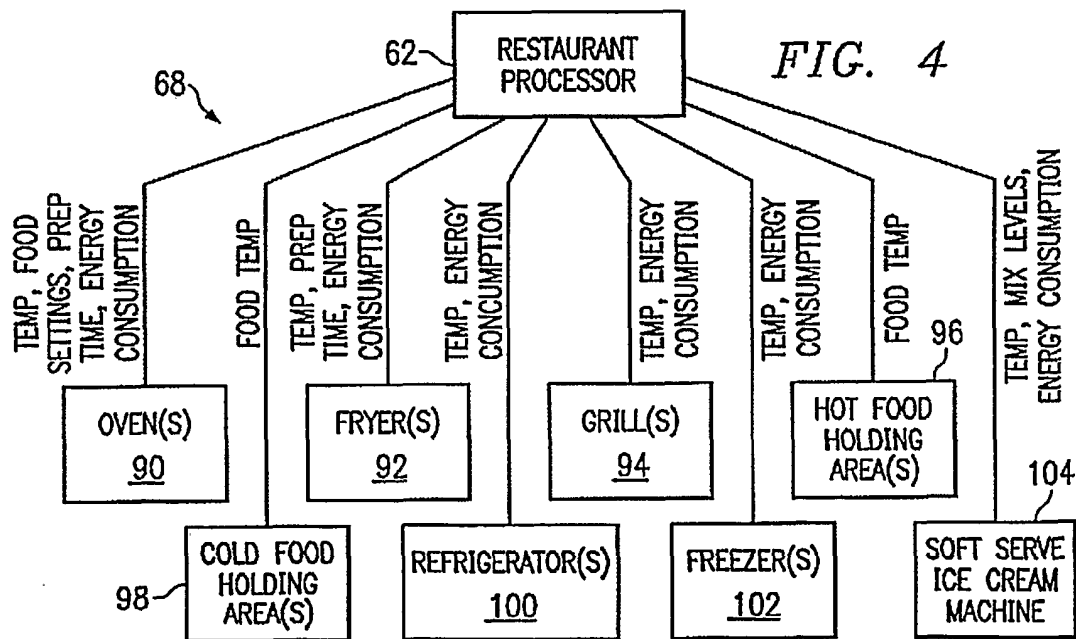 62
RESTAURANT
PROCESSOR
FIG. 4
68
TEMP, FOOD
SETTINGS, PREP
TIME, ENERGY
CONSUMPTION
FOOD TEMP
TEMP, PREP
TIME, ENERGY
CONSUMPTION
TEMP, ENERGY
CONCUMPTION
TEMP, ENERGY
CONSUMPTION
TEMP, ENERGY
CONSUMPTION
FOOD TEMP
TEMP, MIX LEVELS,
ENERGY CONSUMPTION
OVEN(S)
90
FRYER(S)
92
GRILL(S)
94
96
HOT FOOD
HOLDING
AREA(S)
98
COLD FOOD
HOLDING
AREA(S)
REFRIGERATOR(S)
100
FREEZER(S)
102
104
SOFT SERVE
ICE CREAM
MACHINE